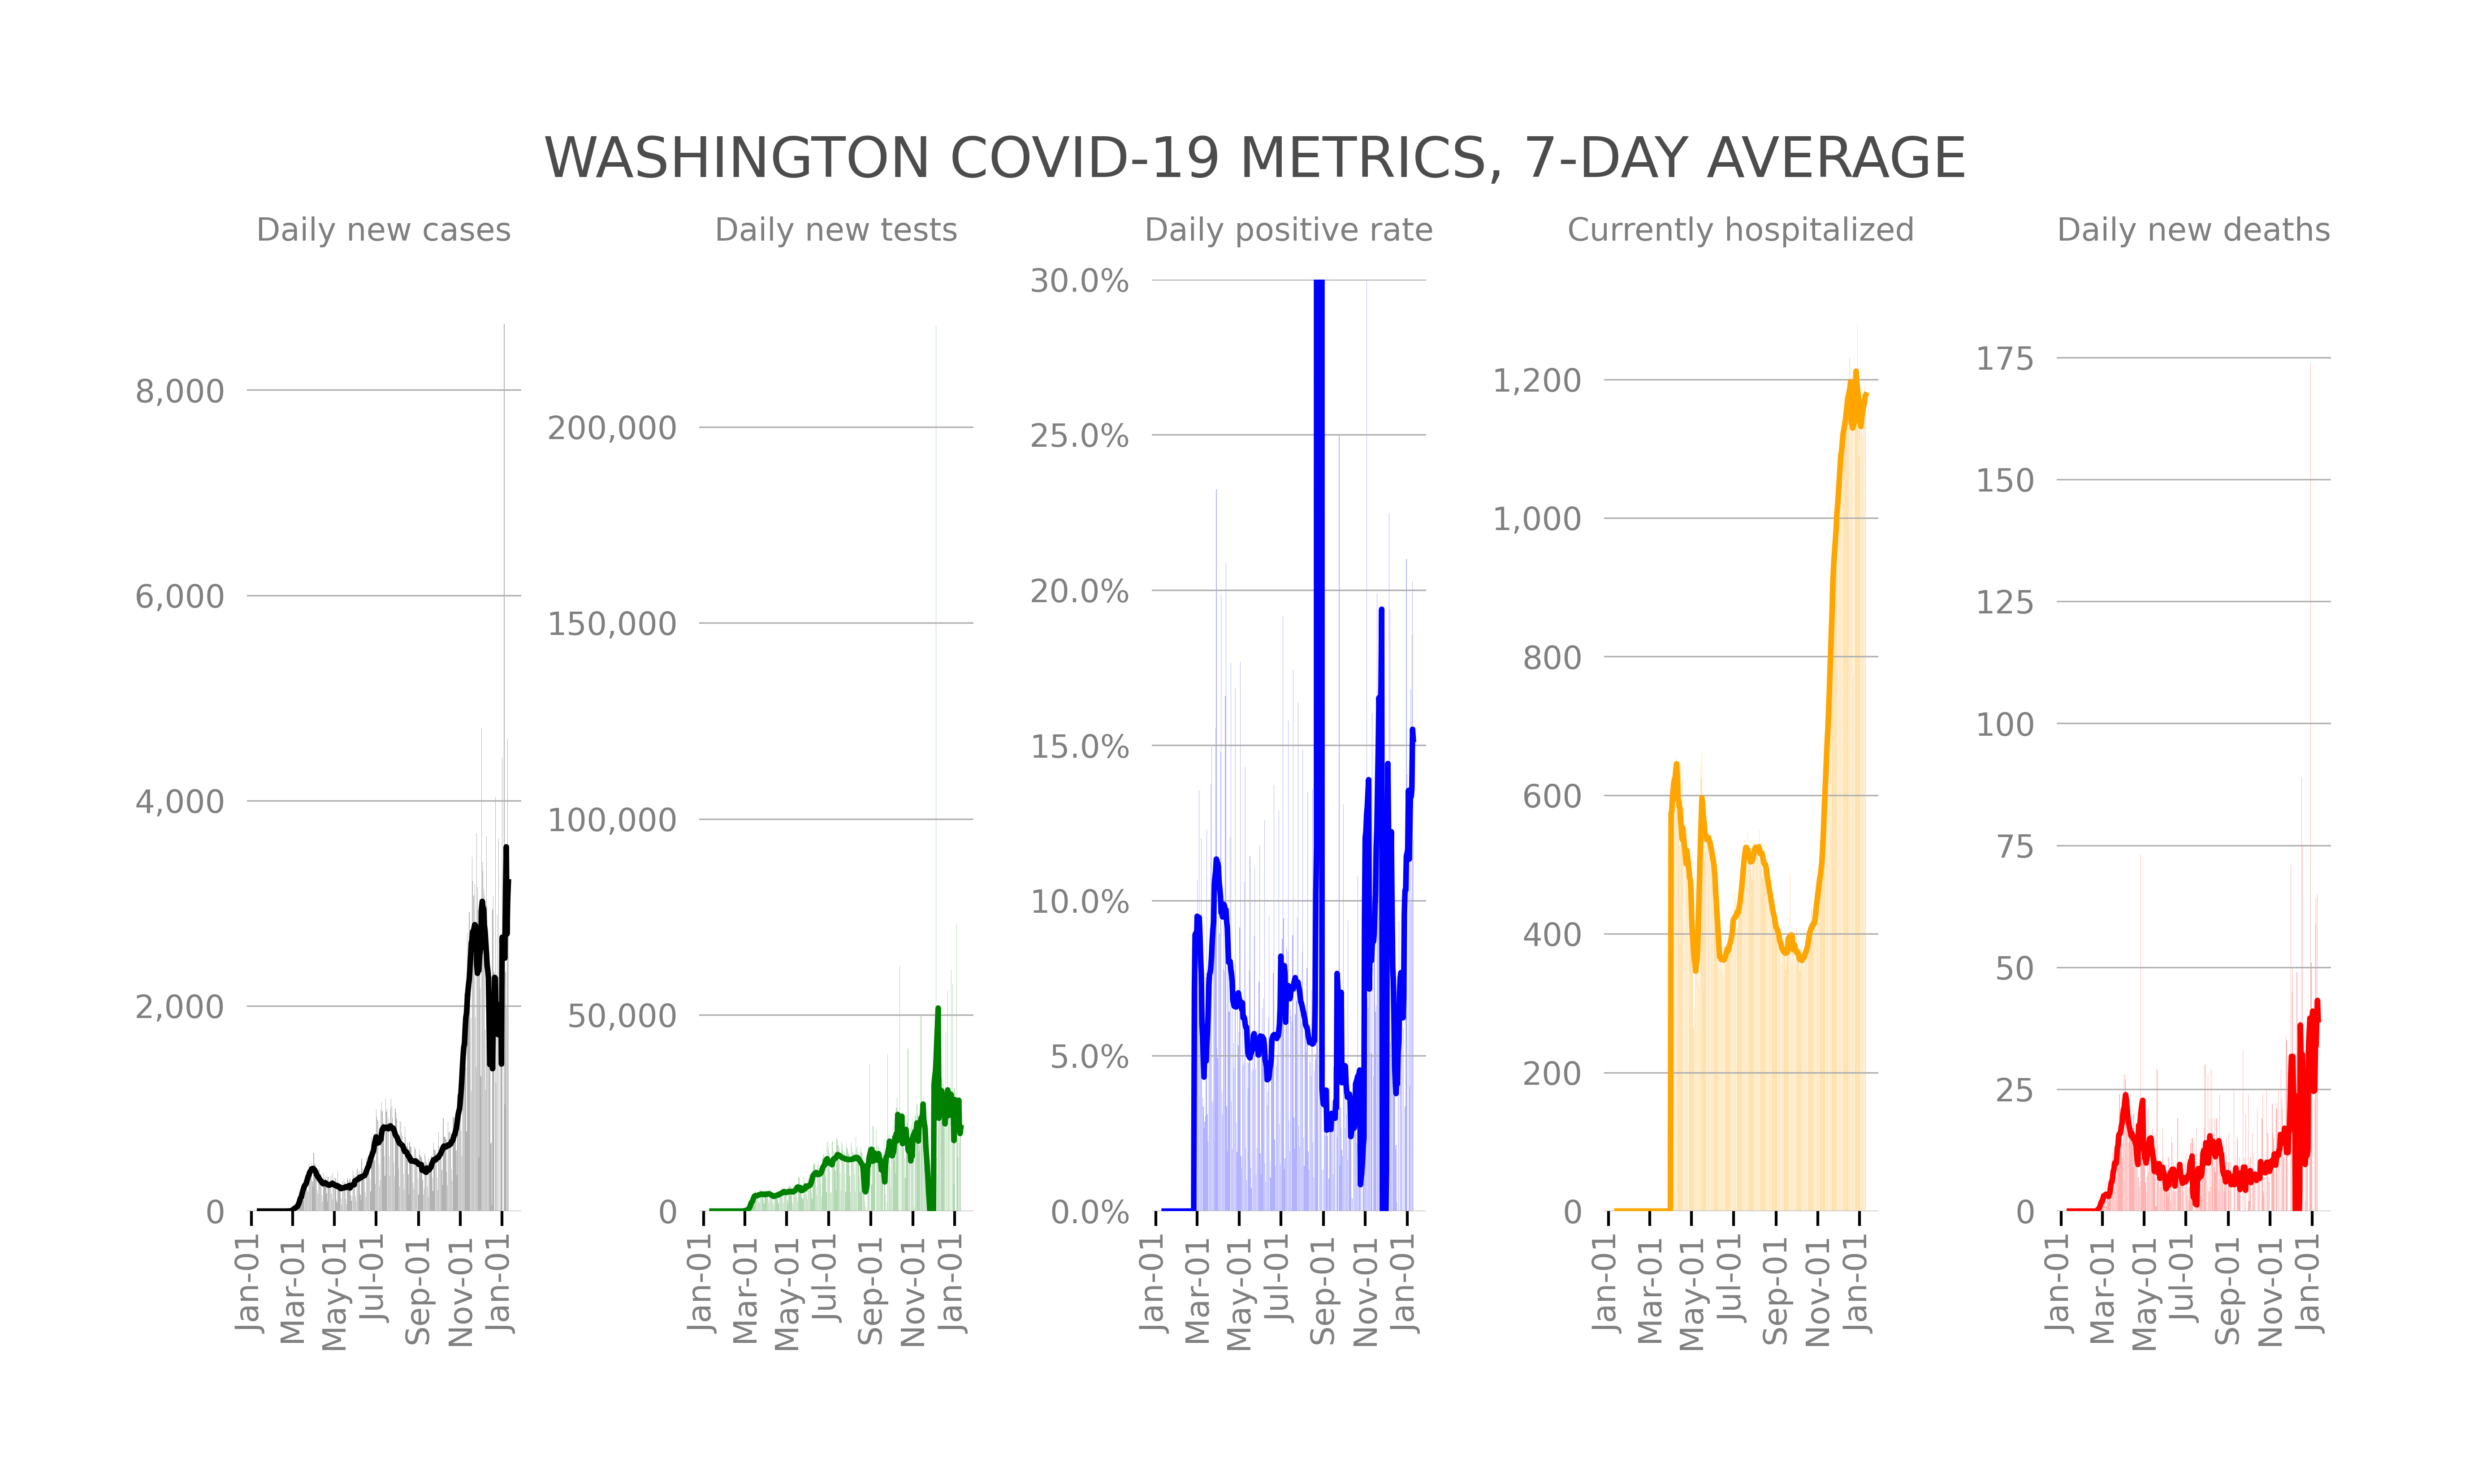 WASHINGTON COVID-19 METRICS, 7-DAY AVERAGE
Daily new cases
8,000
6,000
4,000
2,000
0
Jan-01 Mar-01 May-01 Jul-01 Sep-01 Nov-01 Jan-01
Daily new tests
200,000
150,000
100,000
50,000
0
Jan-01 Mar-01 May-01 Jul-01 Sep-01 Nov-01 Jan-01
Daily positive rate
30.0%
25.0%
20.0%
15.0%
10.0%
5.0%
0.0%
Jan-01 Mar-01 May-01 Jul-01 Sep-01 Nov-01 Jan-01
Currently hospitalized
1,200
1,000
800
600
400
200
0
Jan-01 Mar-01 May-01 Jul-01 Sep-01 Nov-01 Jan-01
Daily new deaths
175
150
125
100
75
50
25
0
Jan-01 Mar-01 May-01 Jul-01 Sep-01 Nov-01 Jan-01